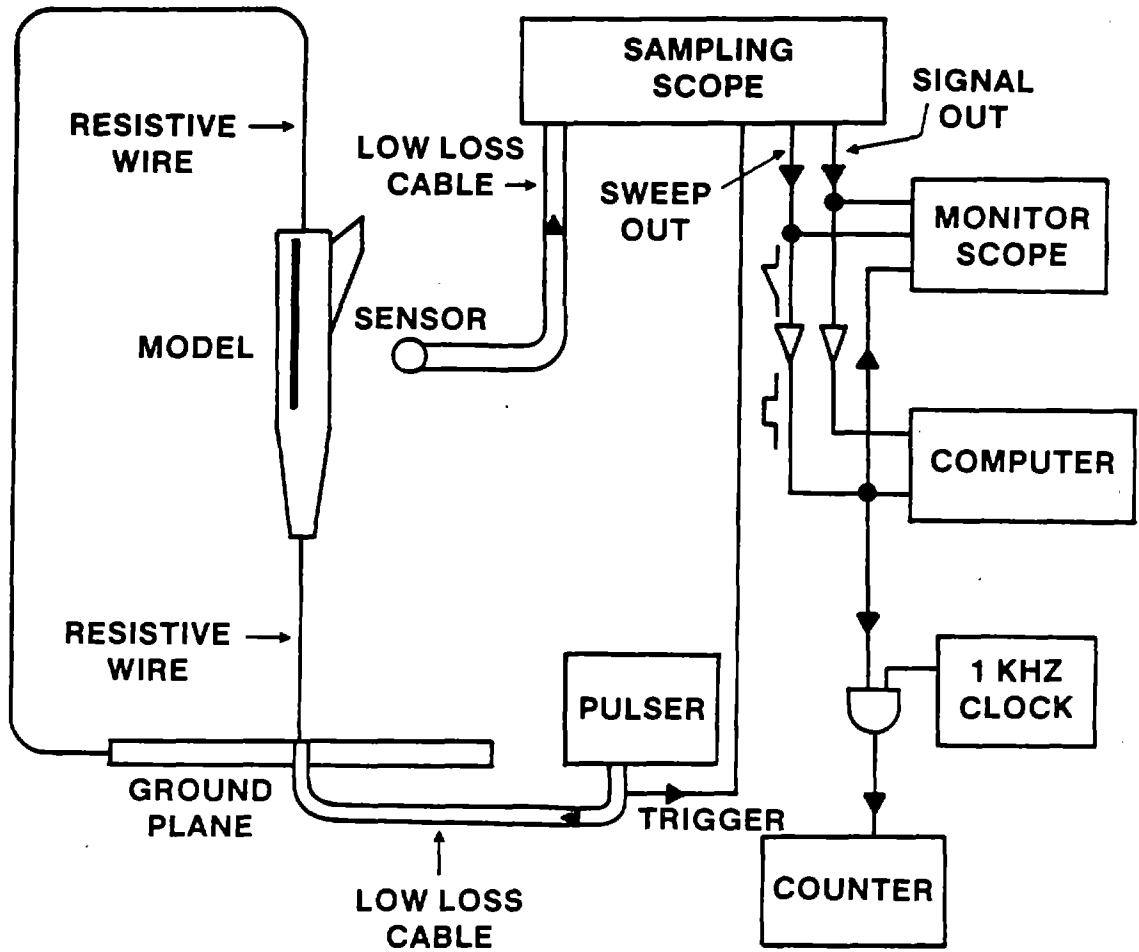 SAMPLING
SCOPE
SIGNAL
OUT
RESISTIVE
WIRE
LOW LOSS
CABLE
SWEEP
OUT
MONITOR
SCOPE
SENSOR
MODEL
COMPUTER
RESISTIVE
WIRE
PULSER
1 KHZ
CLOCK
GROUND
PLANE
TRIGGER
LOW LOSS
CABLE
COUNTER